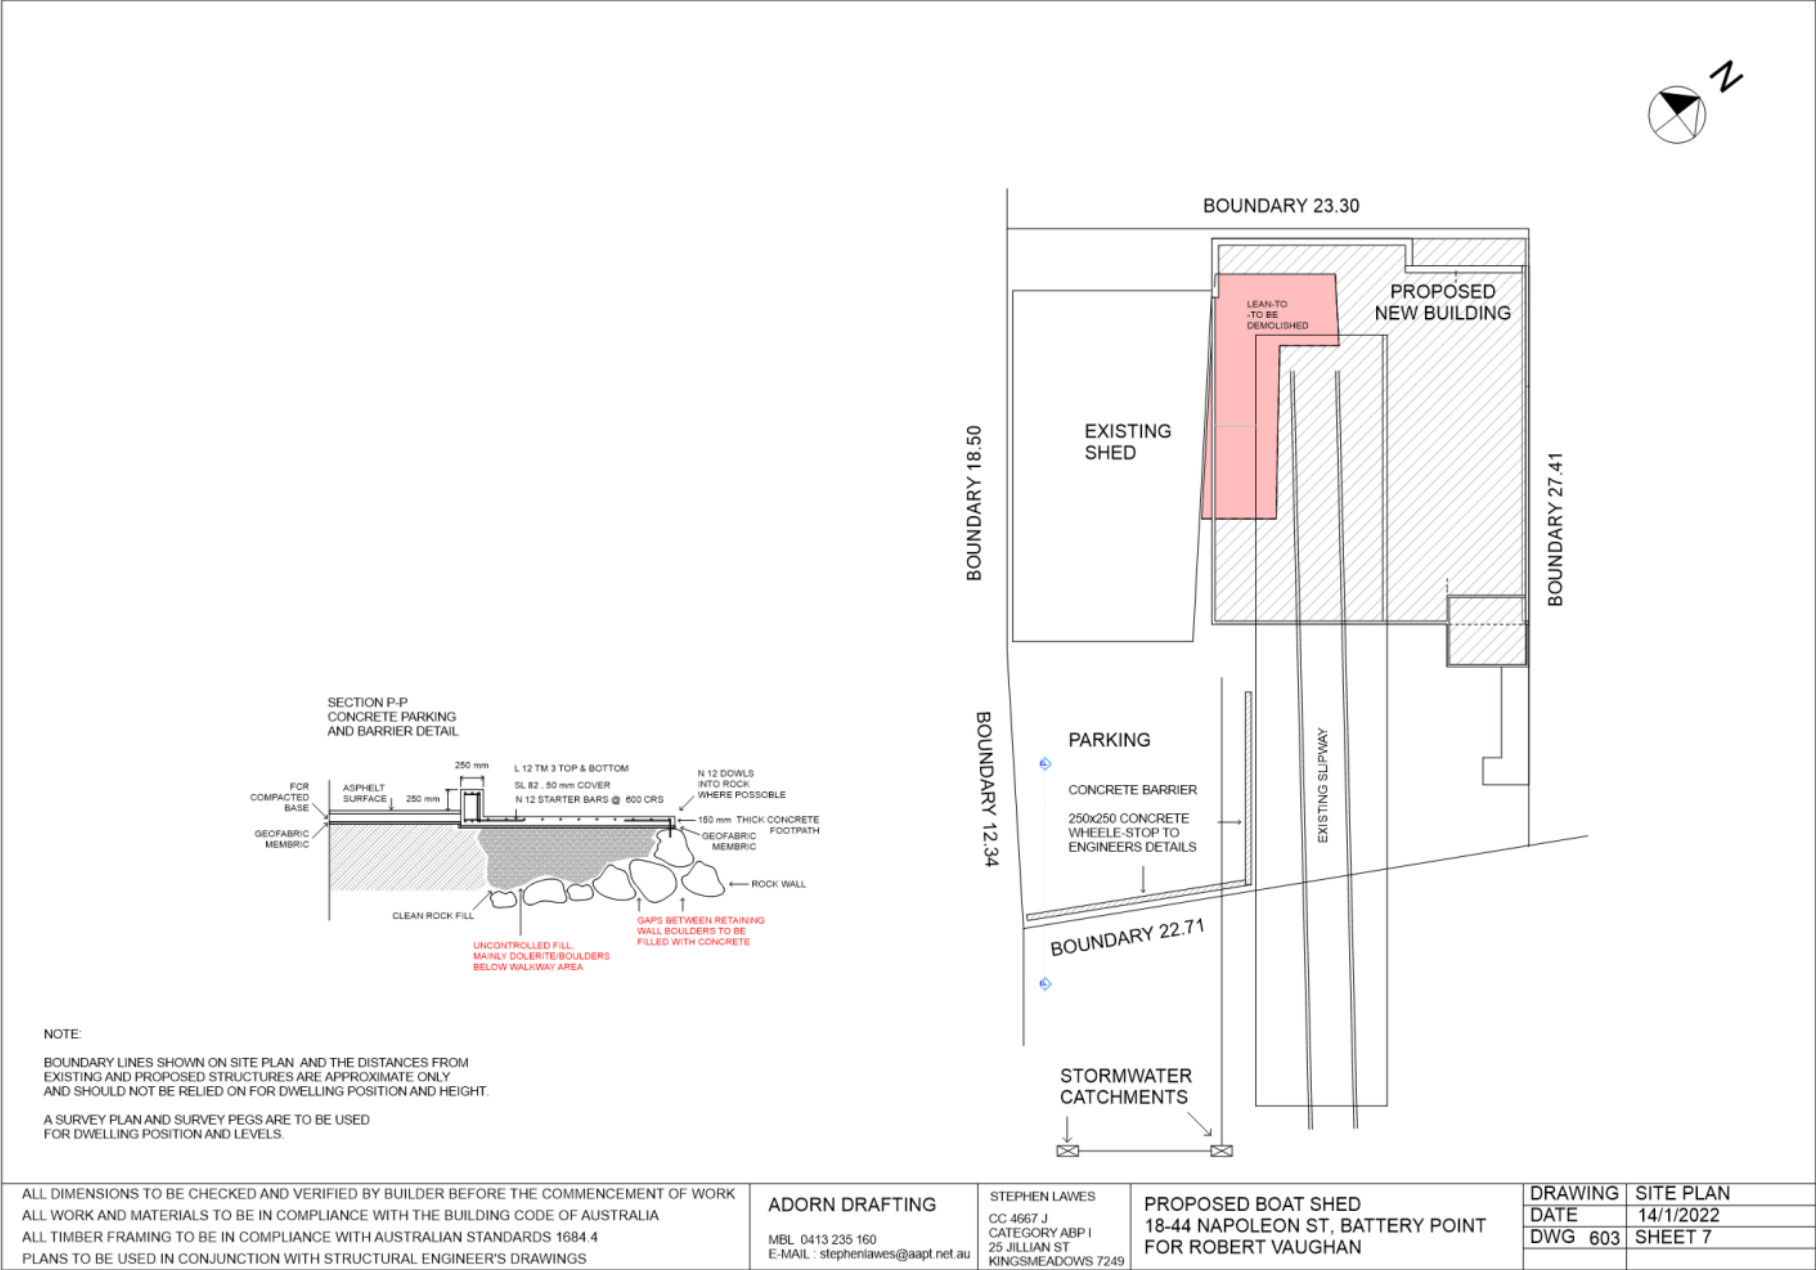 N
BOUNDARY 23.30
LEAN-TO
-TO BE
DEMOLISHED
PROPOSED
NEW BUILDING
EXISTING
SHED
BOUNDARY 18.50
BOUNDARY 27.41
BOUNDARY 12.34
PARKING
CONCRETE BARRIER
250x250 CONCRETE
WHEELE-STOP TO
ENGINEERS DETAILS
EXISTING SLIPWAY
BOUNDARY 22.71
STORMWATER
CATCHMENTS
SECTION P-P
CONCRETE PARKING
AND BARRIER DETAIL
FCR
COMPACTED
BASE
ASPHELT
SURFACE
250 mm
250 mm
L 12 TM 3 TOP & BOTTOM
SL 82 . 50 mm COVER
N 12 STARTER BARS @ 600 CRS
N 12 DOWLS
INTO ROCK
WHERE POSSOBLE
150 mm THICK CONCRETE
FOOTPATH
GEOFABRIC
MEMBRIC
GEOFABRIC
MEMBRIC
ROCK WALL
CLEAN ROCK FILL
GAPS BETWEEN RETAINING
WALL BOULDERS TO BE
FILLED WITH CONCRETE
UNCONTROLLED FILL,
MAINLY DOLERITE/BOULDERS
BELOW WALKWAY AREA
NOTE:
BOUNDARY LINES SHOWN ON SITE PLAN AND THE DISTANCES FROM
EXISTING AND PROPOSED STRUCTURES ARE APPROXIMATE ONLY
AND SHOULD NOT BE RELIED ON FOR DWELLING POSITION AND HEIGHT.
A SURVEY PLAN AND SURVEY PEGS ARE TO BE USED
FOR DWELLING POSITION AND LEVELS.
ALL DIMENSIONS TO BE CHECKED AND VERIFIED BY BUILDER BEFORE THE COMMENCEMENT OF WORK
ALL WORK AND MATERIALS TO BE IN COMPLIANCE WITH THE BUILDING CODE OF AUSTRALIA
ALL TIMBER FRAMING TO BE IN COMPLIANCE WITH AUSTRALIAN STANDARDS 1684.4
PLANS TO BE USED IN CONJUNCTION WITH STRUCTURAL ENGINEER'S DRAWINGS
ADORN DRAFTING
MBL 0413 235 160
E-MAIL : stephenlawes@aapt.net.au
STEPHEN LAWES
CC 4667 J
CATEGORY ABP I
25 JILLIAN ST
KINGSMEADOWS 7249
PROPOSED BOAT SHED
18-44 NAPOLEON ST, BATTERY POINT
FOR ROBERT VAUGHAN
DRAWING SITE PLAN
DATE 14/1/2022
DWG 603 SHEET 7